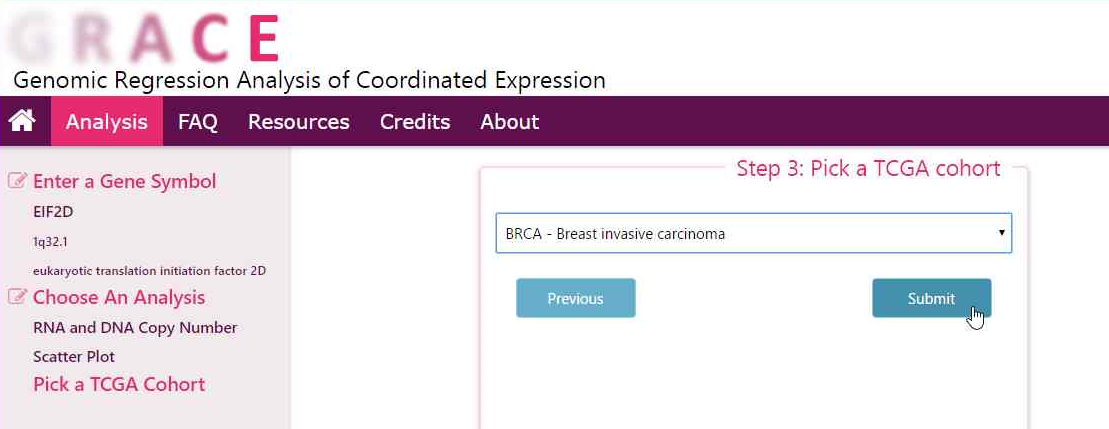 GRACE
Genomic Regression Analysis of Coordinated Expression
Analysis FAQ Resources Credits About
Enter a Gene Symbol
EIF2D
1q32.1
eukaryotic translation initiation factor 2D
Choose An Analysis
RNA and DNA Copy Number
Scatter Plot
Pick a TCGA Cohort
Step 3: Pick a TCGA cohort
BRCA - Breast invasive carcinoma
Previous Submit